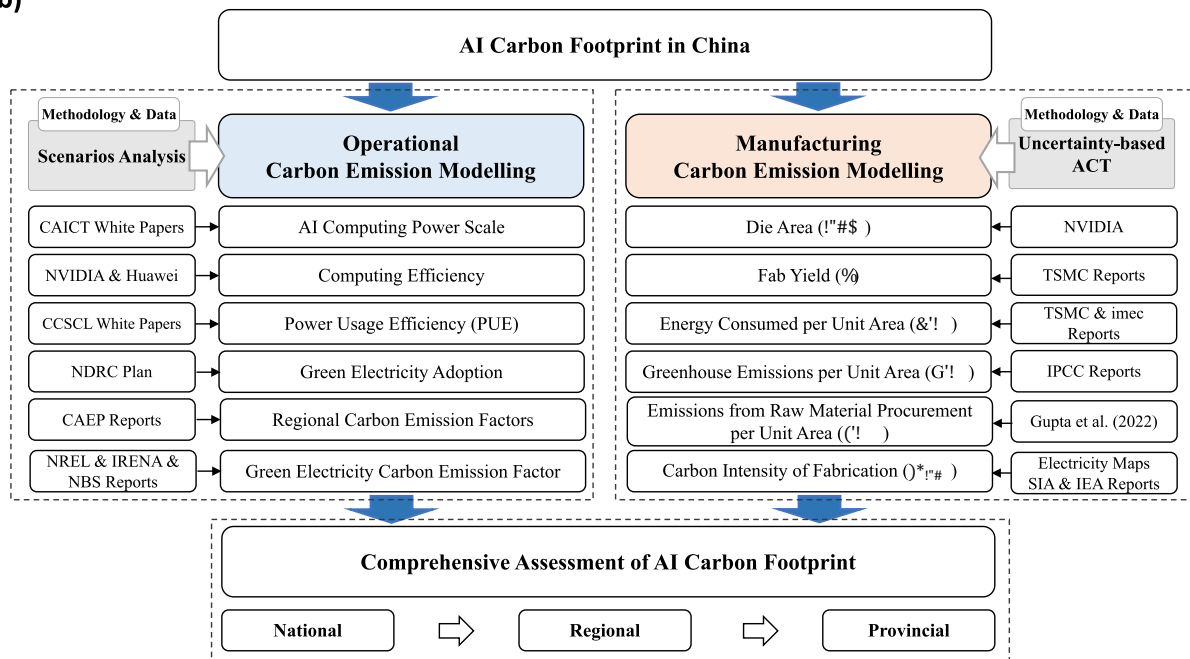 b)
AI Carbon Footprint in China
Methodology & Data
Scenarios Analysis
Operational
Carbon Emission Modelling
CAICT White Papers
AI Computing Power Scale
NVIDIA & Huawei
Computing Efficiency
CCSCL White Papers
Power Usage Efficiency (PUE)
NDRC Plan
Green Electricity Adoption
CAEP Reports
Regional Carbon Emission Factors
NREL & IRENA &
NBS Reports
Green Electricity Carbon Emission Factor
Manufacturing
Carbon Emission Modelling
Methodology & Data
Uncertainty-based
ACT
Die Area (!"#$ )
NVIDIA
Fab Yield (%)
TSMC Reports
Energy Consumed per Unit Area (&'! )
TSMC & imec
Reports
Greenhouse Emissions per Unit Area (G'! )
IPCC Reports
Emissions from Raw Material Procurement
per Unit Area (('! )
Gupta et al. (2022)
Carbon Intensity of Fabrication ()*!"# )
Electricity Maps
SIA & IEA Reports
Comprehensive Assessment of AI Carbon Footprint
National
Regional
Provincial